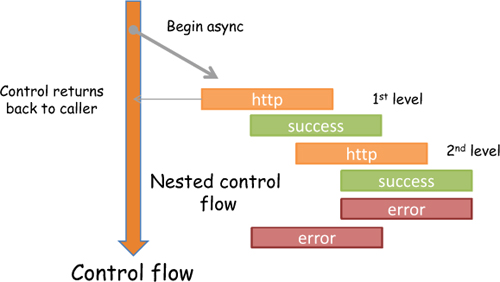 Begin async
Control returns
back to caller
http
1st level
success
http
2nd level
Nested control
flow
success
error
error
Control flow